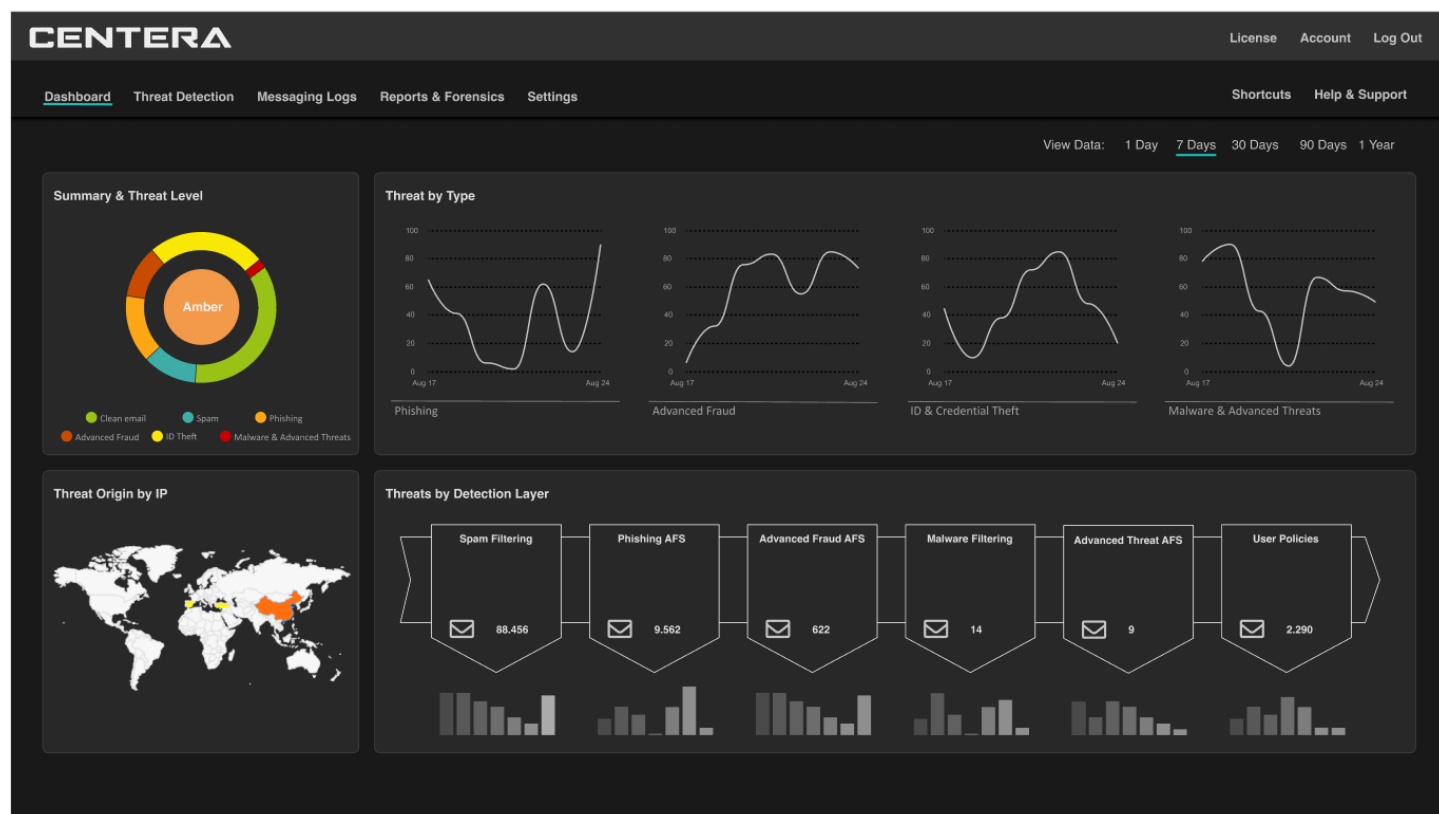 CENTERA
License Account Log Out
Dashboard Threat Detection Messaging Logs Reports & Forensics Settings
Shortcuts Help & Support
View Data: 1 Day 7 Days 30 Days 90 Days 1 Year
Summary & Threat Level
Amber
Clean email Spam Phishing
Advanced Fraud ID Theft Malware & Advanced Threats
Threat by Type
100
80
60
40
20
0
Aug 17 Aug 24
Phishing
100
80
60
40
20
0
Aug 17 Aug 24
Advanced Fraud
100
80
60
40
20
0
Aug 17 Aug 24
ID & Credential Theft
100
80
60
40
20
0
Aug 17 Aug 24
Malware & Advanced Threats
Threat Origin by IP
Threats by Detection Layer
Spam Filtering
88.456
Phishing AFS
9.562
Advanced Fraud AFS
622
Malware Filtering
14
Advanced Threat AFS
9
User Policies
2.290